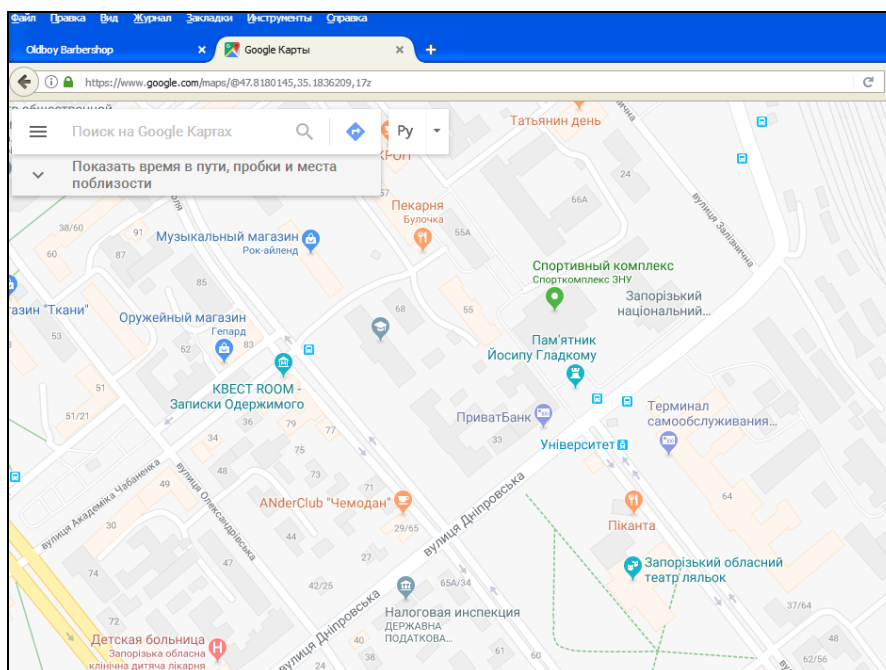 Файл Правка Вид Журнал Закладки Инструменты Справка
Oldboy Barbershop
Google Карты
https://www.google.com/maps/@47.8180145,35.1836209,17z
общественной
Поиск на Google Картах
Ру
Показать время в пути, пробки и места
поблизости
Татьянин день
24
57
Пекарня
Булочка
55A
66A
вулиця Залізнична
38/60
91
60
87
Музыкальный магазин
Рок-айленд
85
Спортивный комплекс
Спорткомплекс ЗНУ
Запорізький
національний...
"Ткани"
53
Оружейный магазин
Гепард
83
52
68
55
Пам'ятник
Йосипу Гладкому
51
КВЕСТ ROOM -
Записки Одержимого
51/21
36
79
34
77
75
ПриватБанк
33
Терминал
самообслуживания...
Університет
вулиця Академіка Чабаненка
49
48
вулиця Олександрівська
73
71
30
ANderClub "Чемодан"
29/65
44
вулиця Дніпровська
64
Піканта
47
27
74
42/25
65A/34
Запорізький обласний
театр ляльок
72
Налоговая инспекция
ДЕРЖАВНА
ПОДАТКОВА...
37/64
Детская больница
Запорізька обласна
клінічна дитяча лікарня
вулиця Дніпровська
40
38
24
61
60
48
62/56